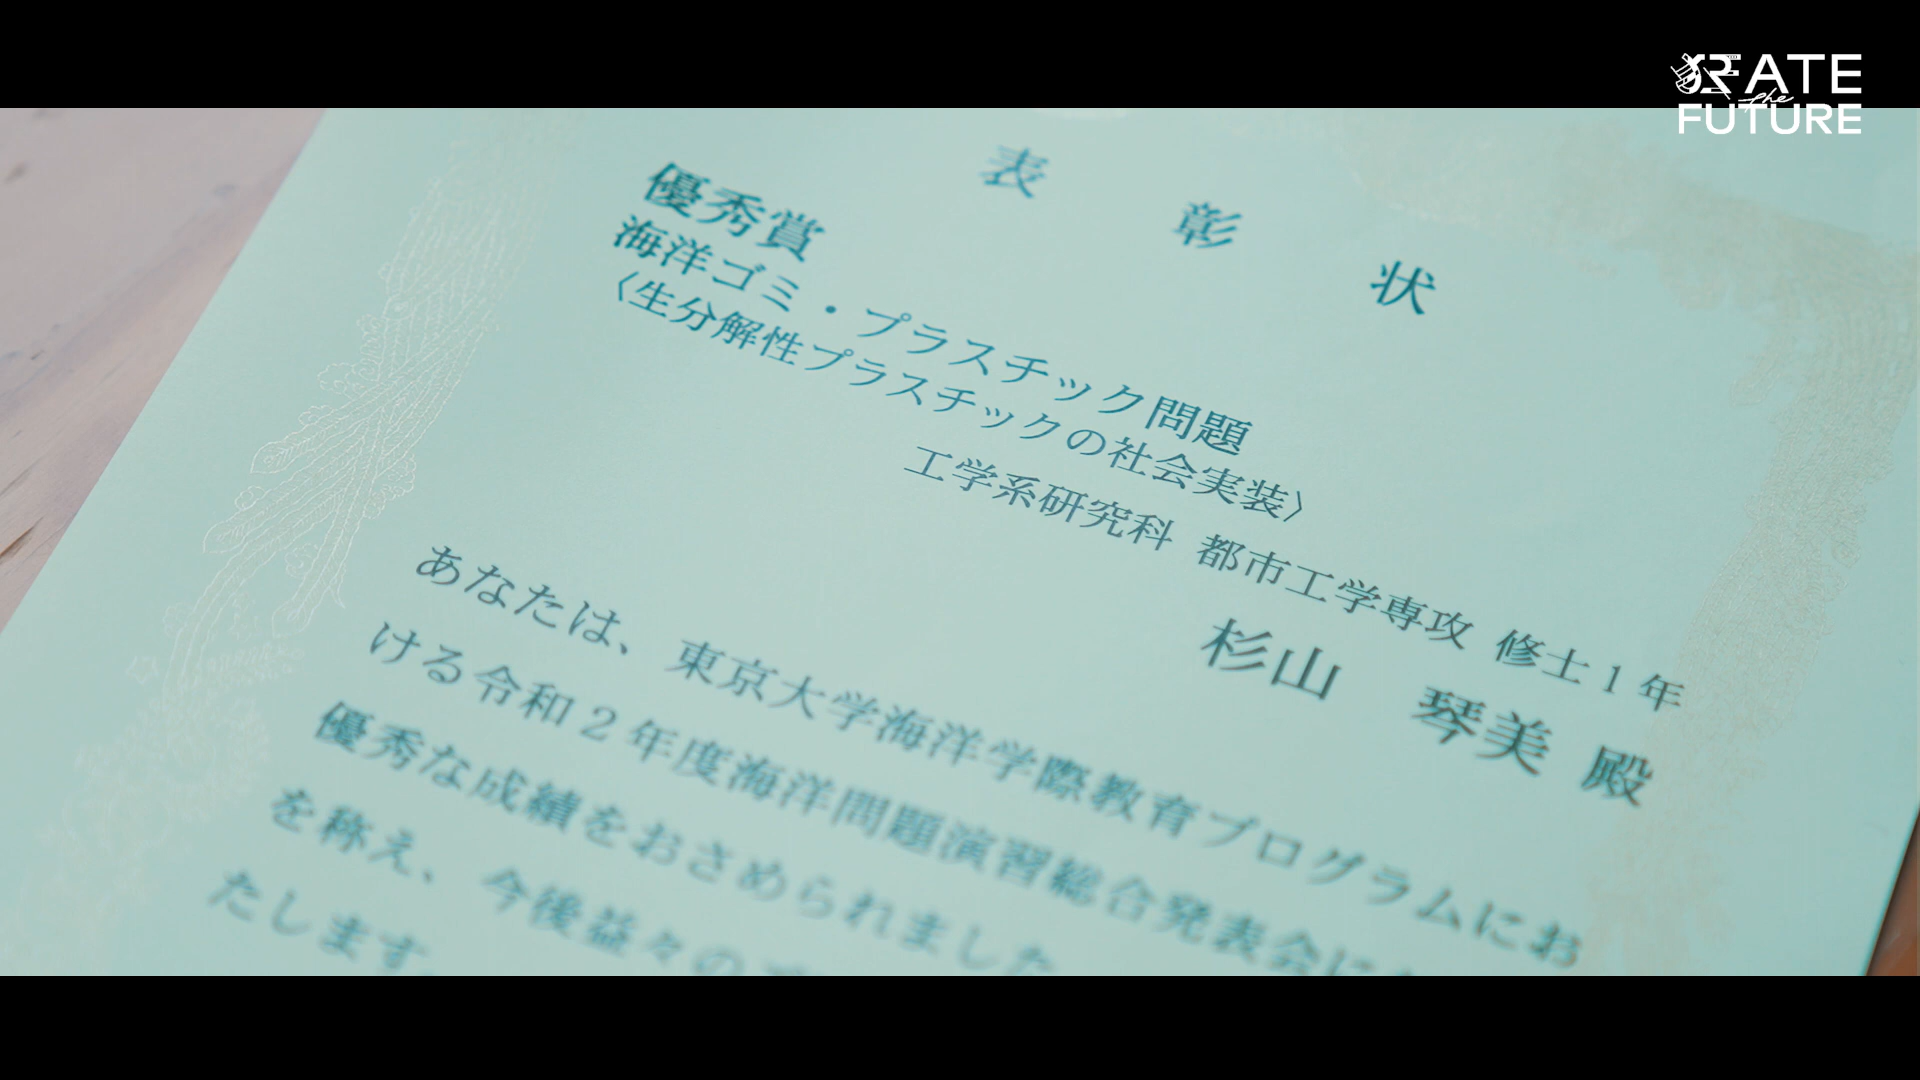 CREATE
the
FUTURE
表彰状
優秀賞
海洋ゴミ・プラスチック問題
〈生分解性プラスチックの社会実装〉
工学系研究科 都市工学専攻 修士1年
杉山 琴美 殿
あなたは、東京大学海洋学際教育プログラムにお
ける令和2年度海洋問題演習総合発表会に
優秀な成績をおさめられました
を称え、今後益々の
たします。